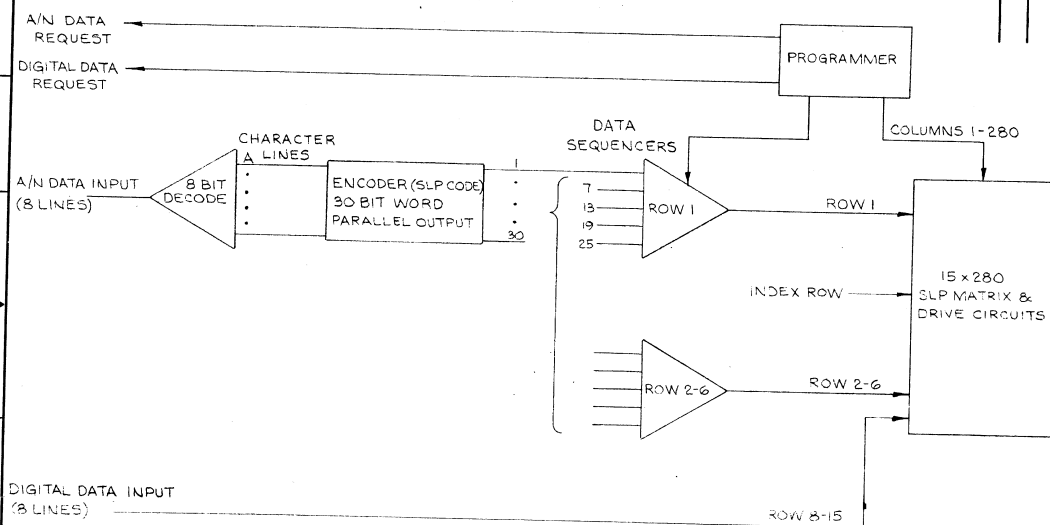 A/N DATA
REQUEST
PROGRAMMER
DIGITAL DATA
REQUEST
COLUMNS 1-280
DATA
SEQUENCERS
CHARACTER
LINES
A
1
A/N DATA INPUT
(8 LINES)
8 BIT
DECODE
ENCODER (SLP CODE)
30 BIT WORD
PARALLEL OUTPUT
30
7
13
19
25
ROW 1
ROW 1
INDEX ROW
15 x 280
SLP MATRIX &
DRIVE CIRCUITS
ROW 2-6
ROW 2-6
DIGITAL DATA INPUT
(8 LINES)
ROW 8-15